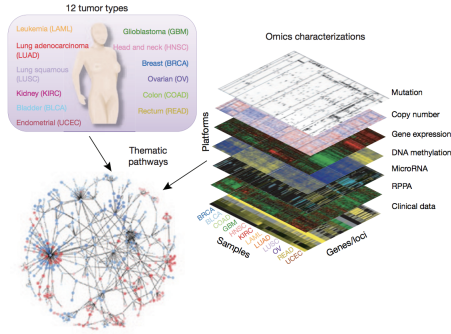 12 tumor types
Leukemia (LAML)
Lung adenocarcinoma
(LUAD)
Lung squamous
(LUSC)
Kidney (KIRC)
Bladder (BLCA)
Endometrial (UCEC)
Glioblastoma (GBM)
Head and neck (HNSC)
Breast (BRCA)
Ovarian (OV)
Colon (COAD)
Rectum (READ)
Thematic
pathways
Omics characterizations
Mutation
Copy number
Gene expression
DNA methylation
MicroRNA
RPPA
Clinical data
Platforms
BRCA
BLCA
COAD
GBM
HNSC
KIRC
LAML
LUAD
LUSC
OV
READ
UCEC
Samples
Genes/loci